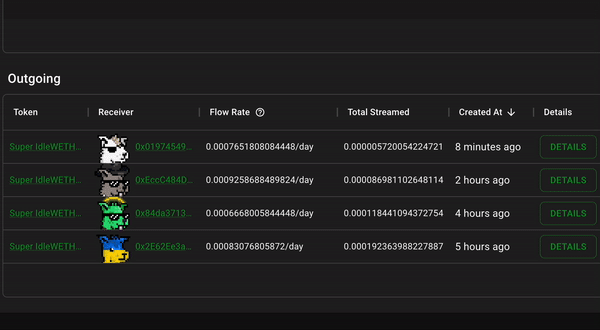 Outgoing
Token Receiver Flow Rate Total Streamed Created At Details
Super IdleWETH... 0x01974549... 0.0007651808084448/day 0.000005720054224721 8 minutes ago DETAILS
Super IdleWETH... 0xEccC484D... 0.0009258688489824/day 0.000086981102648114 2 hours ago DETAILS
Super IdleWETH... 0x84da3713... 0.0006668005844448/day 0.000118441094372754 4 hours ago DETAILS
Super IdleWETH... 0x2E62Ee3a... 0.00083076805872/day 0.000192363988227887 5 hours ago DETAILS